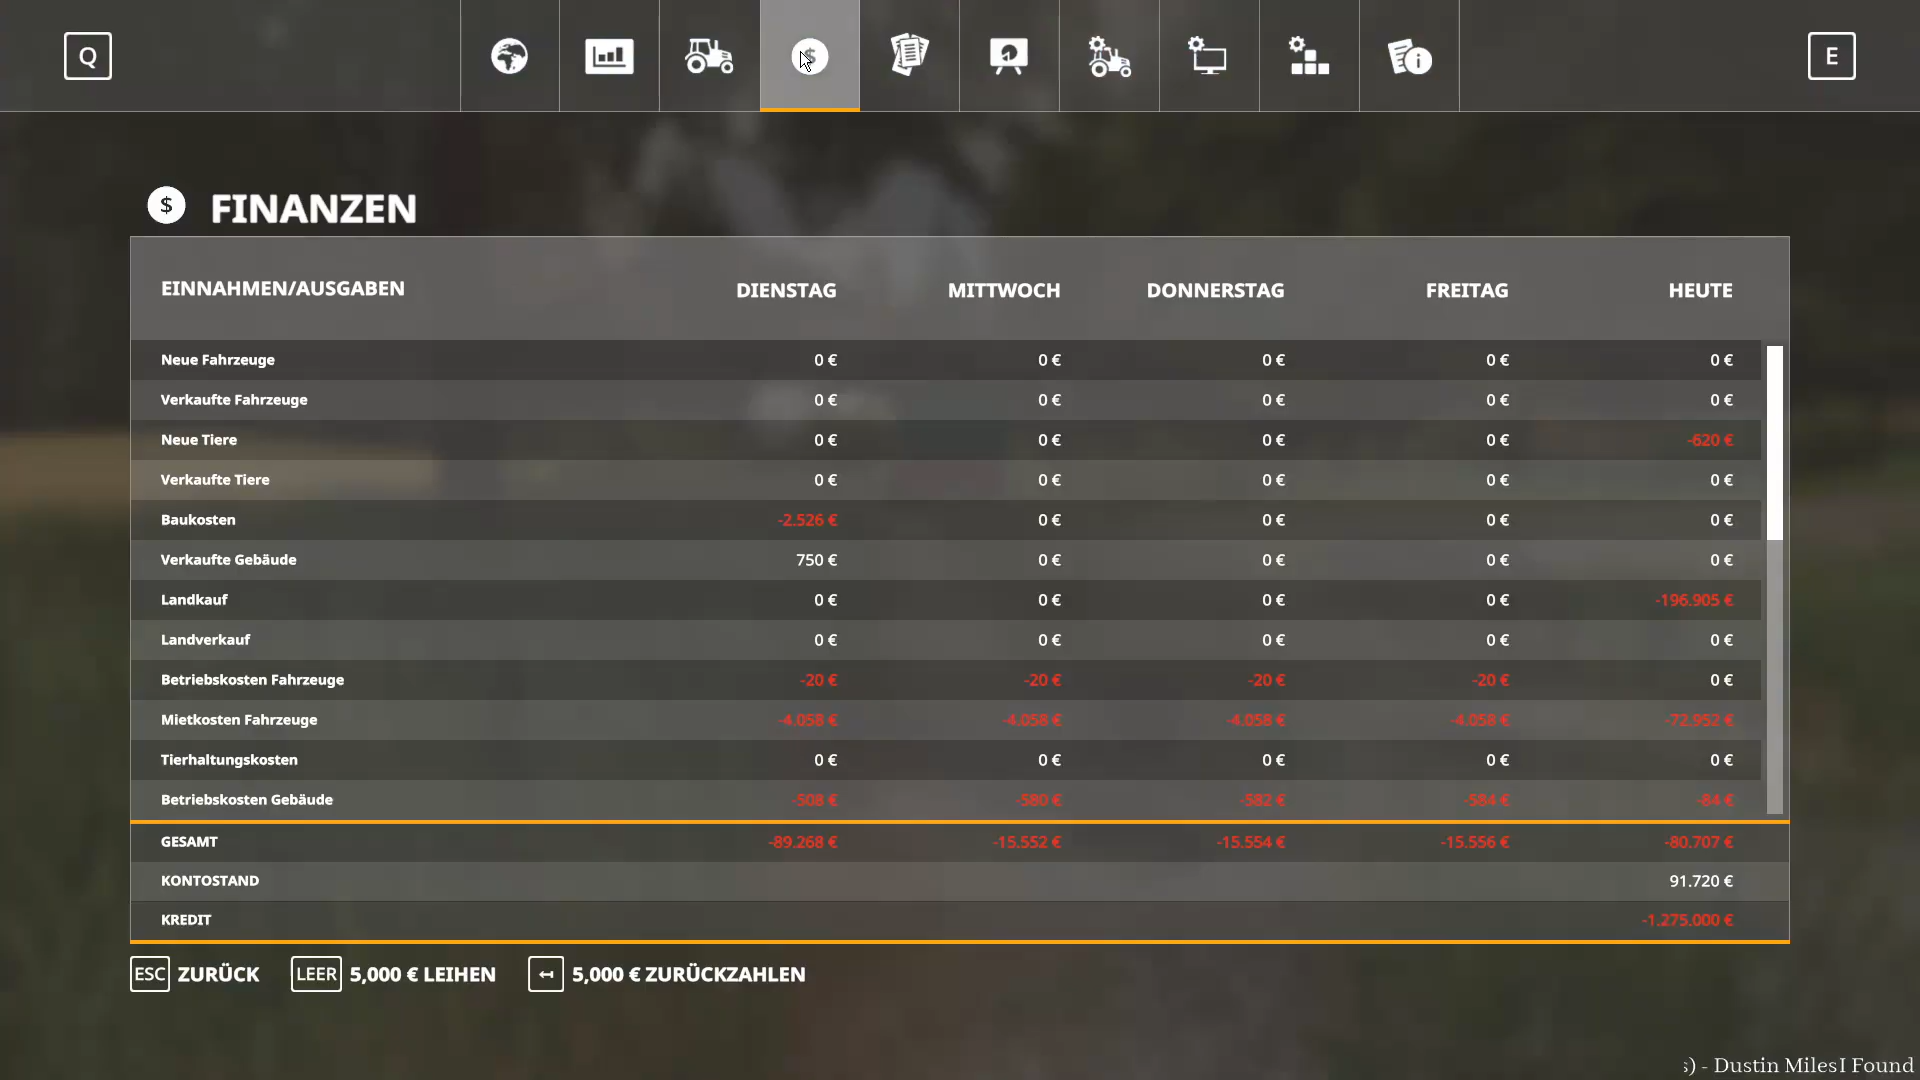 Q
$
1
i
E
$ FINANZEN
EINNAHMEN/AUSGABEN DIENSTAG MITTWOCH DONNERSTAG FREITAG HEUTE
Neue Fahrzeuge 0 € 0 € 0 € 0 € 0 €
Verkaufte Fahrzeuge 0 € 0 € 0 € 0 € 0 €
Neue Tiere 0 € 0 € 0 € 0 € -620 €
Verkaufte Tiere 0 € 0 € 0 € 0 € 0 €
Baukosten -2.526 € 0 € 0 € 0 € 0 €
Verkaufte Gebäude 750 € 0 € 0 € 0 € 0 €
Landkauf 0 € 0 € 0 € 0 € -196.905 €
Landverkauf 0 € 0 € 0 € 0 € 0 €
Betriebskosten Fahrzeuge -20 € -20 € -20 € -20 € 0 €
Mietkosten Fahrzeuge -4.058 € -4.058 € -4.058 € -4.058 € -72.952 €
Tierhaltungskosten 0 € 0 € 0 € 0 € 0 €
Betriebskosten Gebäude -508 € -580 € -582 € -584 € -84 €
GESAMT -89.268 € -15.552 € -15.554 € -15.556 € -80.707 €
KONTOSTAND 91.720 €
KREDIT -1.275.000 €
ESC ZURÜCK LEER 5,000 € LEIHEN 5,000 € ZURÜCKZAHLEN
s) - Dustin Miles I Found